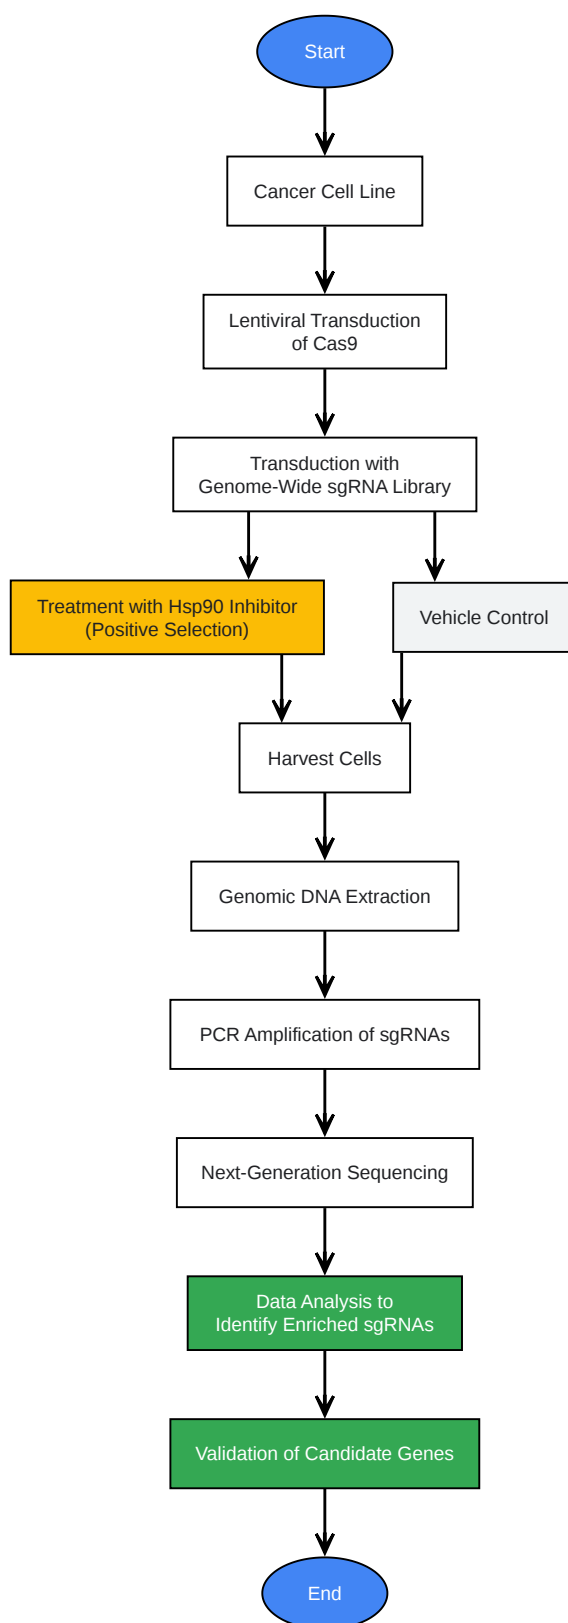 Start
Cancer Cell Line
Lentiviral Transduction
of Cas9
Transduction with
Genome-Wide sgRNA Library
Treatment with Hsp90 Inhibitor
(Positive Selection)
Vehicle Control
Harvest Cells
Genomic DNA Extraction
PCR Amplification of sgRNAs
Next-Generation Sequencing
Data Analysis to
Identify Enriched sgRNAs
Validation of Candidate Genes
End